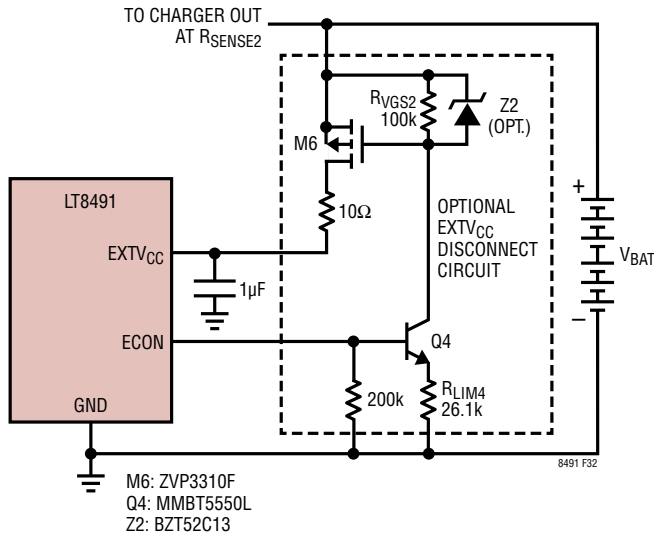 TO CHARGER OUT
AT RSENSE2
RVGS2
100k
Z2
(OPT.)
M6
LT8491
10Ω
OPTIONAL
EXTVCC
DISCONNECT
CIRCUIT
+
VBAT
–
EXTVCC
1µF
ECON
Q4
200k
RLIM4
26.1k
GND
8491 F32
M6: ZVP3310F
Q4: MMBT5550L
Z2: BZT52C13